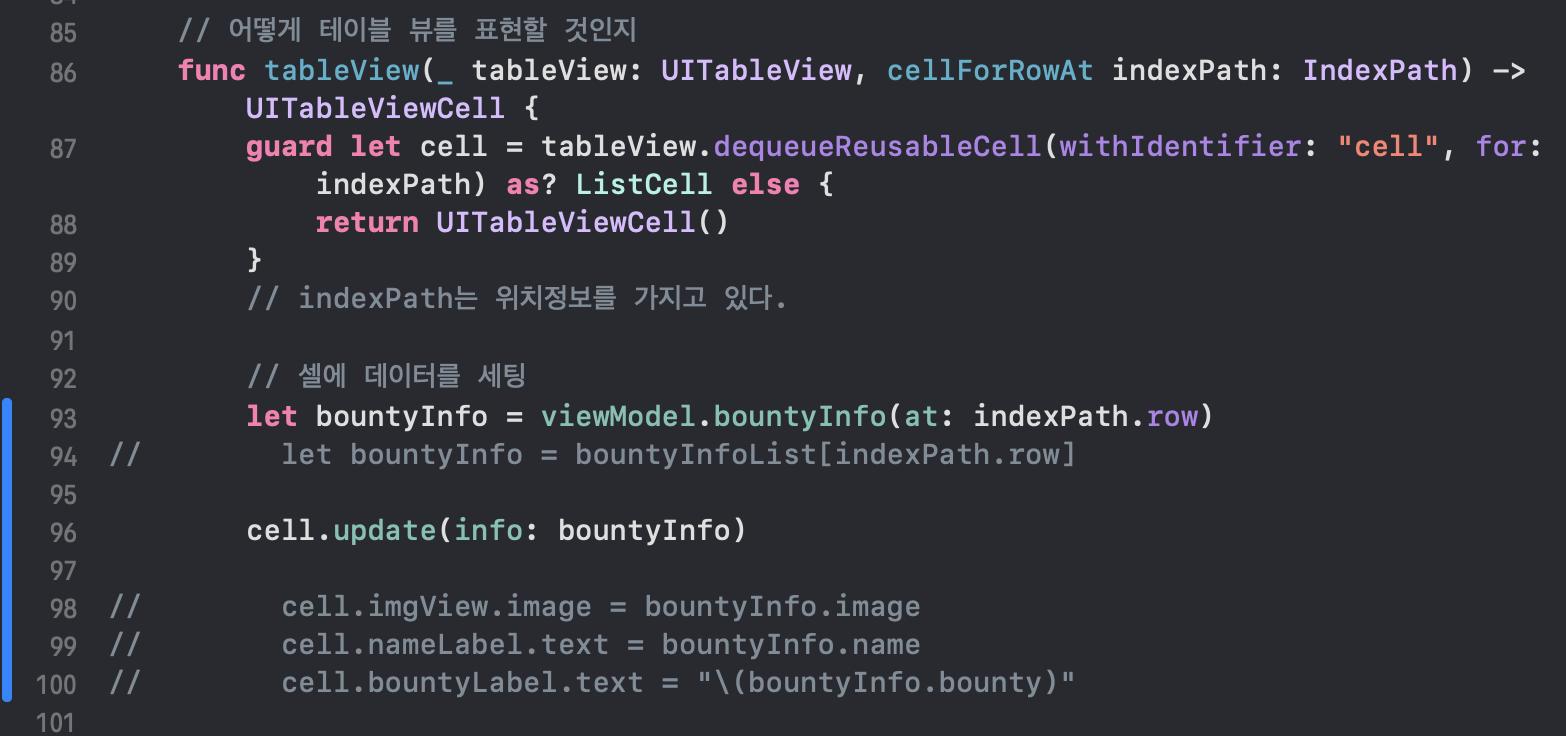 85 // 어떻게 테이블 뷰를 표현할 것인지
86 func tableView(_ tableView: UITableView, cellForRowAt indexPath: IndexPath) ->
UITableViewCell {
87 guard let cell = tableView.dequeueReusableCell(withIdentifier: "cell", for:
indexPath) as? ListCell else {
88 return UITableViewCell()
89 }
90 // indexPath는 위치정보를 가지고 있다.
91
92 // 셀에 데이터를 세팅
93 let bountyInfo = viewModel.bountyInfo(at: indexPath.row)
94 // let bountyInfo = bountyInfoList[indexPath.row]
95
96 cell.update(info: bountyInfo)
97
98 // cell.imgView.image = bountyInfo.image
99 // cell.nameLabel.text = bountyInfo.name
100 // cell.bountyLabel.text = "\(bountyInfo.bounty)"
101